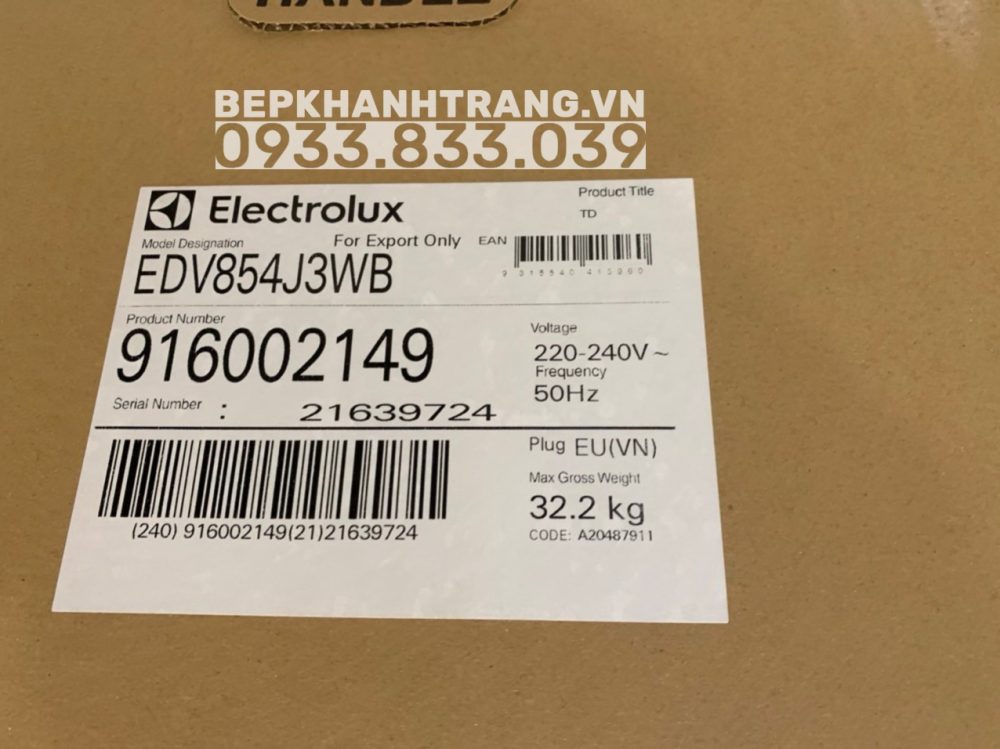 HANDLE
BEPKHANHTRANG.VN
0933.833.039
Electrolux
Product Title
TD
Model Designation
For Export Only
EAN
EDV854J3WB
Product Number
916002149
Voltage
220-240V ~
Frequency
50Hz
Serial Number : 21639724
Plug EU(VN)
Max Gross Weight
32.2 kg
CODE: A20487911
(240) 916002149(21)21639724